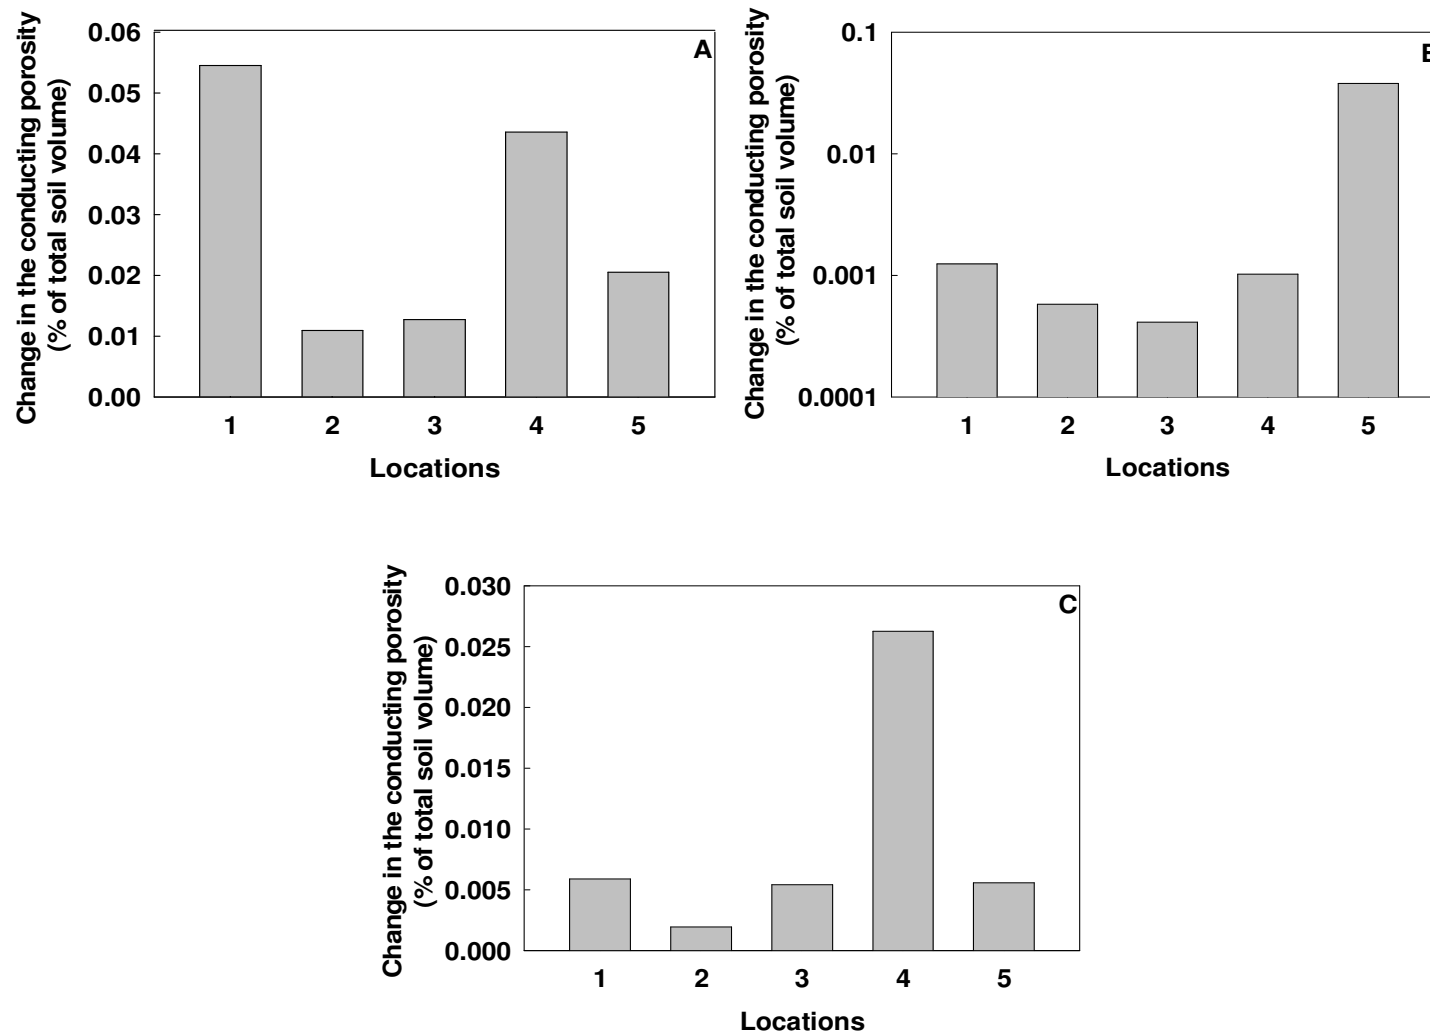 A
Change in the conducting porosity
(% of total soil volume)
0.06
0.05
0.04
0.03
0.02
0.01
0.00
1 2 3 4 5
Locations
Change in the conducting porosity
(% of total soil volume)
0.1
0.01
0.001
0.0001
1 2 3 4 5
Locations
C
Change in the conducting porosity
(% of total soil volume)
0.030
0.025
0.020
0.015
0.010
0.005
0.000
1 2 3 4 5
Locations